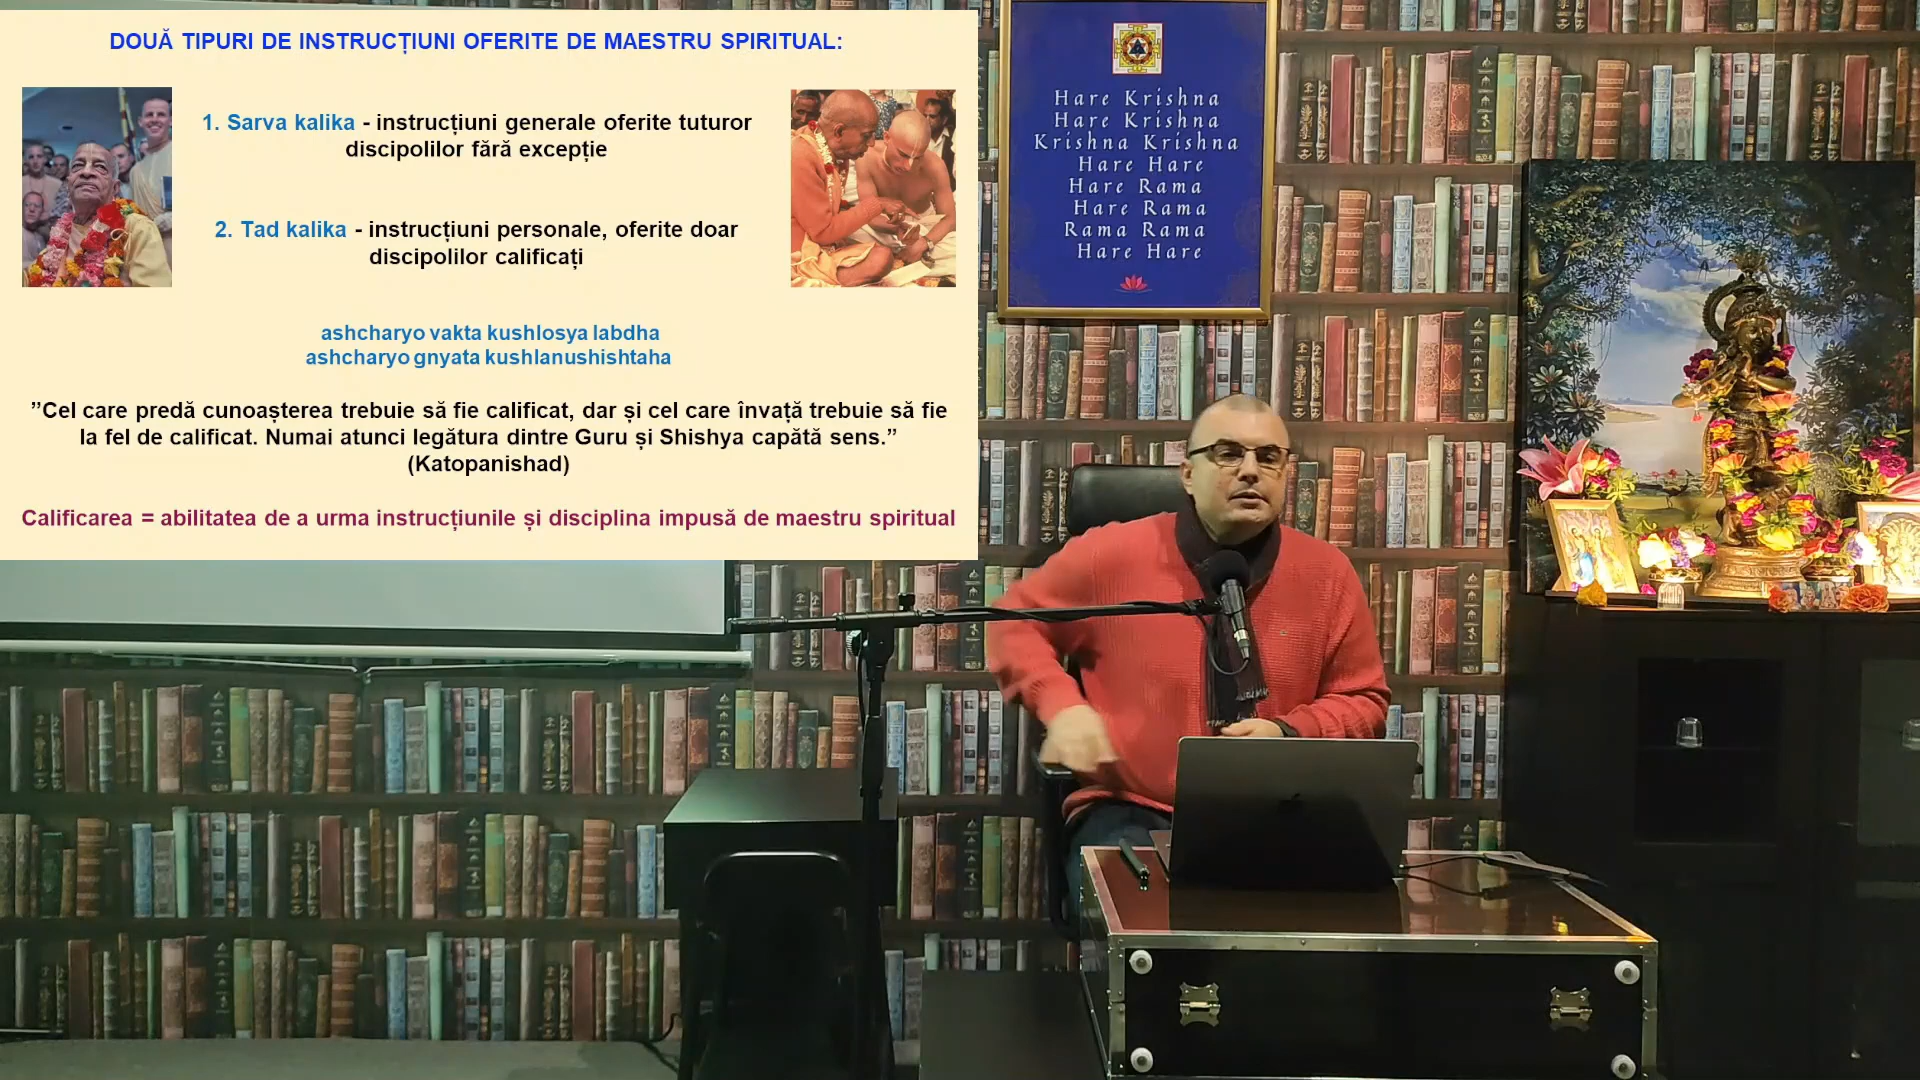 DOUĂ TIPURI DE INSTRUCȚIUNI OFERITE DE MAESTRU SPIRITUAL:
1. Sarva kalika - instrucțiuni generale oferite tuturor
discipolilor fără excepție
2. Tad kalika - instrucțiuni personale, oferite doar
discipolilor calificați
ashcharyo vakta kushlosya labdha
ashcharyo gnyata kushlanushishtaha
”Cel care predă cunoașterea trebuie să fie calificat, dar și cel care învață trebuie să fie
la fel de calificat. Numai atunci legătura dintre Guru și Shishya capătă sens.”
(Katopanishad)
Calificarea = abilitatea de a urma instrucțiunile și disciplina impusă de maestru spiritual
Hare Krishna
Hare Krishna
Krishna Krishna
Hare Hare
Hare Rama
Hare Rama
Rama Rama
Hare Hare